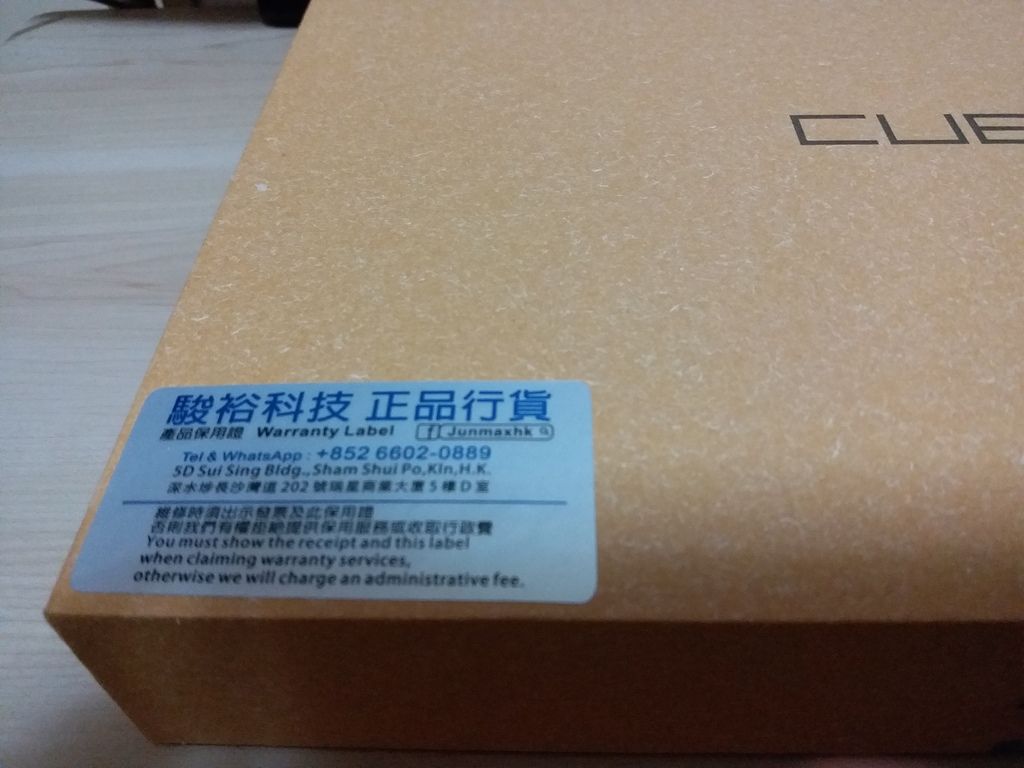 CUBE
駿裕科技 正品行貨
產品保用證 Warranty Label f Junmaxhk
Tel & WhatsApp : +852 6602-0889
5D Sui Sing Bldg., Sham Shui Po, Kln, H.K.
深水埗長沙灣道 202 號瑞星商業大廈 5 樓 D 室
維修時須出示發票及此保用證
否則我們有權拒絕提供保用服務或收取行政費
You must show the receipt and this label
when claiming warranty services,
otherwise we will charge an administrative fee.